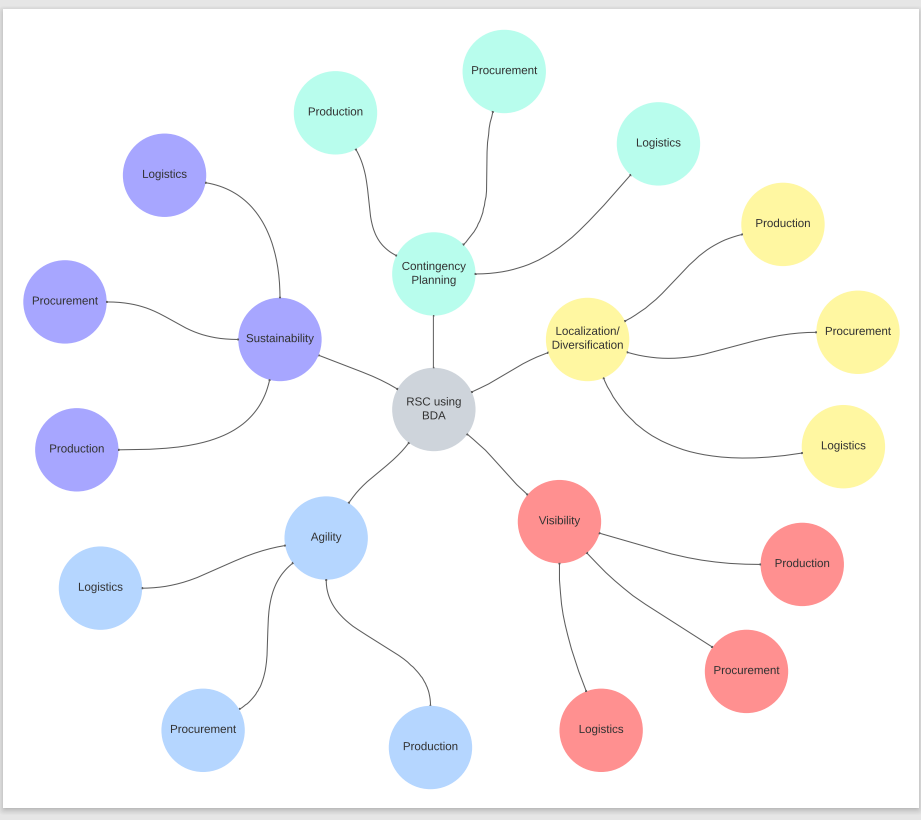 Procurement
Production
Logistics
Logistics
Production
Contingency
Planning
Procurement
Sustainability
Localization/
Diversification
Procurement
RSC using
BDA
Production
Logistics
Agility
Visibility
Logistics
Production
Procurement
Procurement
Production
Logistics